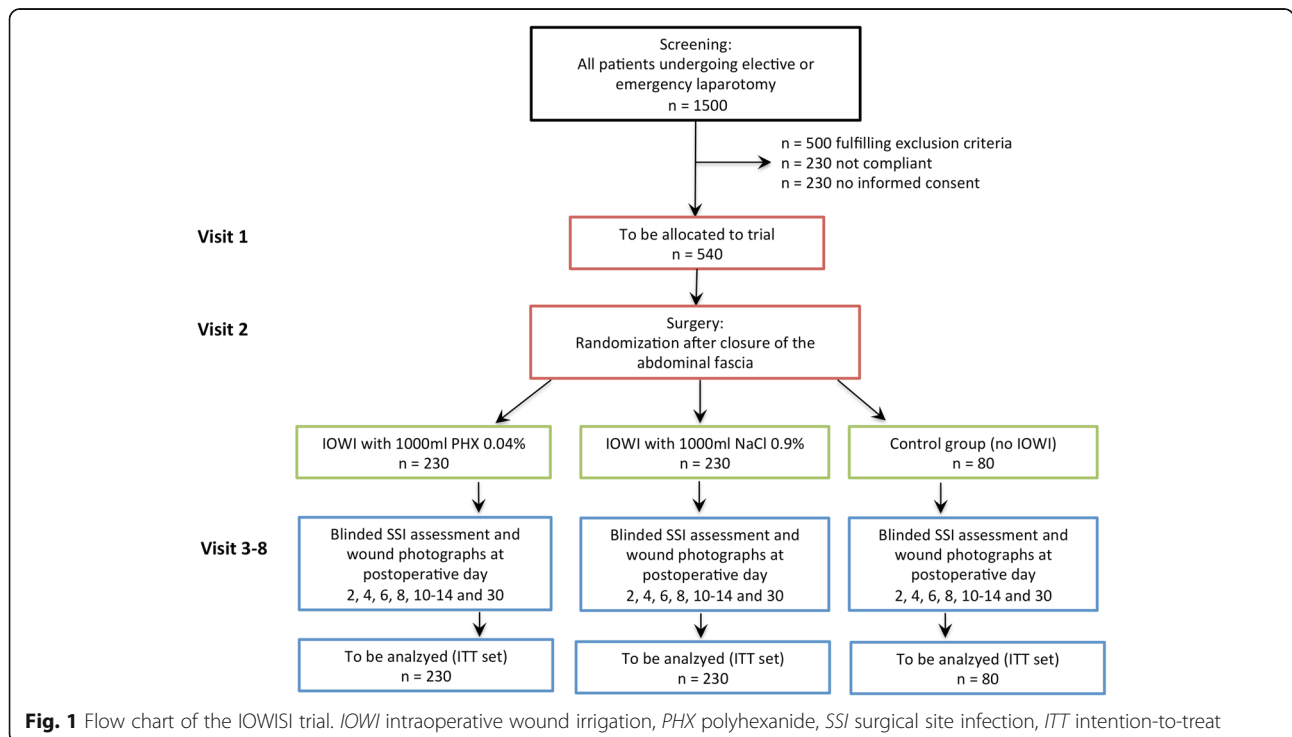 Screening:
All patients undergoing elective or
emergency laparotomy
n = 1500
n = 500 fulfilling exclusion criteria
n = 230 not compliant
n = 230 no informed consent
Visit 1
To be allocated to trial
n = 540
Visit 2
Surgery:
Randomization after closure of the
abdominal fascia
IOWI with 1000ml PHX 0.04%
n = 230
IOWI with 1000ml NaCl 0.9%
n = 230
Control group (no IOWI)
n = 80
Visit 3-8
Blinded SSI assessment and
wound photographs at
postoperative day
2, 4, 6, 8, 10-14 and 30
Blinded SSI assessment and
wound photographs at
postoperative day
2, 4, 6, 8, 10-14 and 30
Blinded SSI assessment and
wound photographs at
postoperative day
2, 4, 6, 8, 10-14 and 30
To be analzyed (ITT set)
n = 230
To be analzyed (ITT set)
n = 230
To be analzyed (ITT set)
n = 80
Fig. 1 Flow chart of the IOWISI trial. IOWI intraoperative wound irrigation, PHX polyhexanide, SSI surgical site infection, ITT intention-to-treat